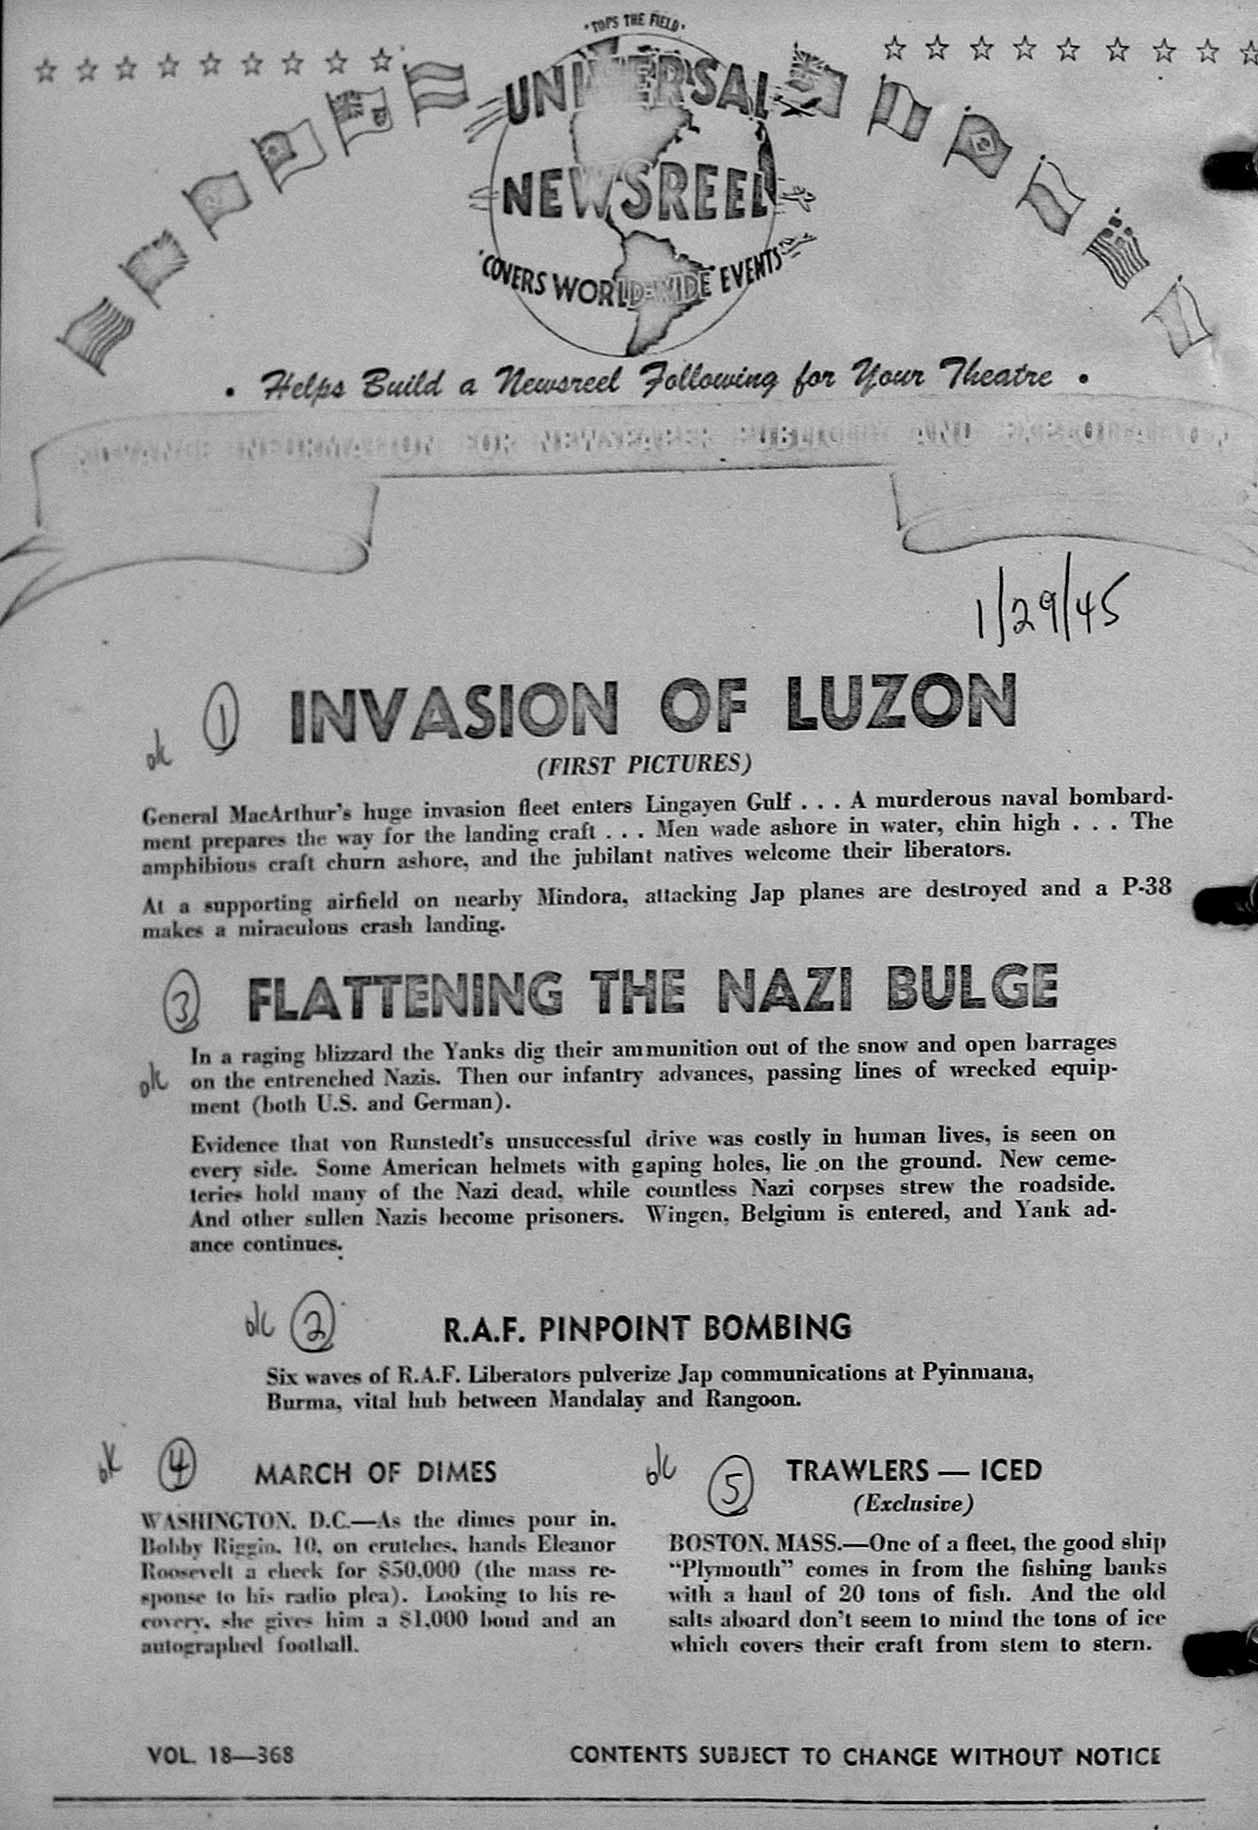 "TOPS THE FIELD"
UNIVERSAL
NEWSREEL
"COVERS WORLD-WIDE EVENTS"
• Helps Build a Newsreel Following for Your Theatre •
ADVANCE INFORMATION FOR NEWSPAPER PUBLICITY AND EXPLOITATION
1/29/45
ok 1 INVASION OF LUZON
(FIRST PICTURES)
General MacArthur's huge invasion fleet enters Lingayen Gulf . . . A murderous naval bombard-
ment prepares the way for the landing craft . . . Men wade ashore in water, chin high . . . The
amphibious craft churn ashore, and the jubilant natives welcome their liberators.
At a supporting airfield on nearby Mindora, attacking Jap planes are destroyed and a P-38
makes a miraculous crash landing.
3 FLATTENING THE NAZI BULGE
ok
In a raging blizzard the Yanks dig their ammunition out of the snow and open barrages
on the entrenched Nazis. Then our infantry advances, passing lines of wrecked equip-
ment (both U.S. and German).
Evidence that von Runstedt's unsuccessful drive was costly in human lives, is seen on
every side. Some American helmets with gaping holes, lie on the ground. New ceme-
teries hold many of the Nazi dead, while countless Nazi corpses strew the roadside.
And other sullen Nazis become prisoners. Wingen, Belgium is entered, and Yank ad-
ance continues.
ok 2 R.A.F. PINPOINT BOMBING
Six waves of R.A.F. Liberators pulverize Jap communications at Pyinmana,
Burma, vital hub between Mandalay and Rangoon.
ok 4 MARCH OF DIMES
WASHINGTON, D.C.—As the dimes pour in,
Bobby Riggin, 10, on crutches, hands Eleanor
Roosevelt a check for $50,000 (the mass re-
sponse to his radio plea). Looking to his re-
covery, she gives him a $1,000 bond and an
autographed football.
ok 5 TRAWLERS — ICED
(Exclusive)
BOSTON, MASS.—One of a fleet, the good ship
"Plymouth" comes in from the fishing banks
with a haul of 20 tons of fish. And the old
salts aboard don't seem to mind the tons of ice
which covers their craft from stem to stern.
VOL. 18—368
CONTENTS SUBJECT TO CHANGE WITHOUT NOTICE